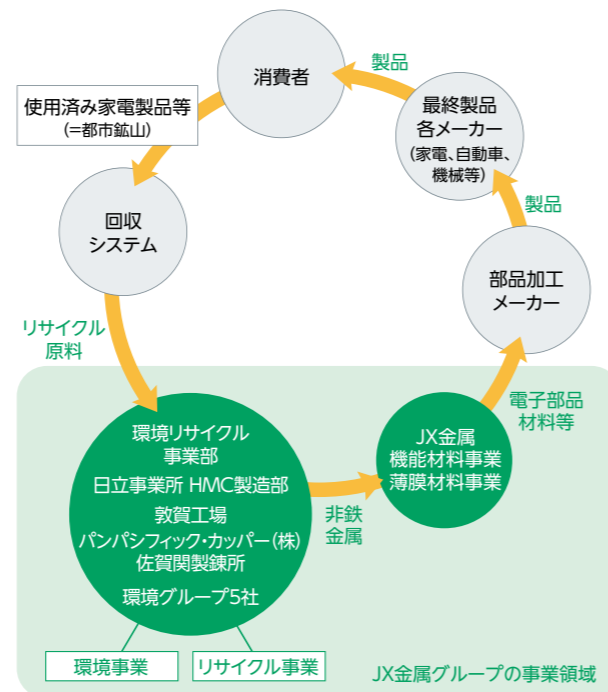 消費者
製品
最終製品
各メーカー
(家電、自動車、
機械等)
製品
部品加工
メーカー
使用済み家電製品等
(=都市鉱山)
回収
システム
リサイクル
原料
電子部品
材料等
環境リサイクル
事業部
日立事業所 HMC製造部
敦賀工場
パンパシフィック・カッパー(株)
佐賀関製錬所
環境グループ5社
非鉄
金属
JX金属
機能材料事業
薄膜材料事業
環境事業
リサイクル事業
JX金属グループの事業領域